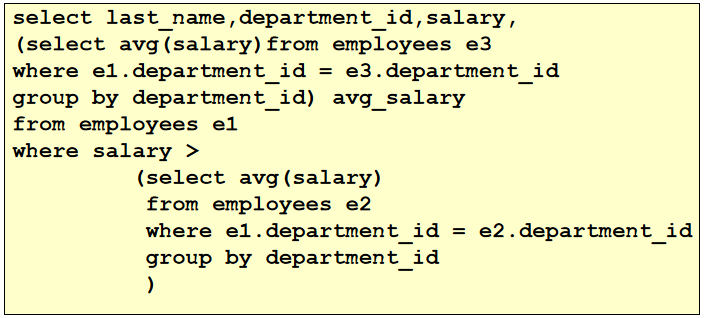 select last_name,department_id,salary,
(select avg(salary)from employees e3
where e1.department_id = e3.department_id
group by department_id) avg_salary
from employees e1
where salary >
(select avg(salary)
from employees e2
where e1.department_id = e2.department_id
group by department_id
)